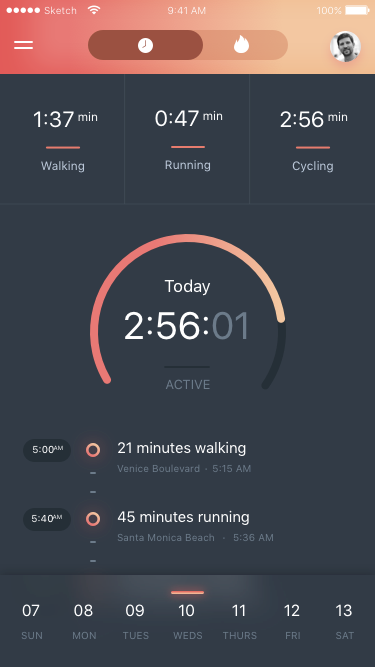 Sketch 9:41 AM 100%
1:37 min 0:47 min 2:56 min
Walking Running Cycling
Today
2:56:01
ACTIVE
5:00AM 21 minutes walking
Venice Boulevard · 5:15 AM
5:40AM 45 minutes running
Santa Monica Beach · 5:36 AM
07 08 09 10 11 12 13
SUN MON TUES WEDS THURS FRI SAT